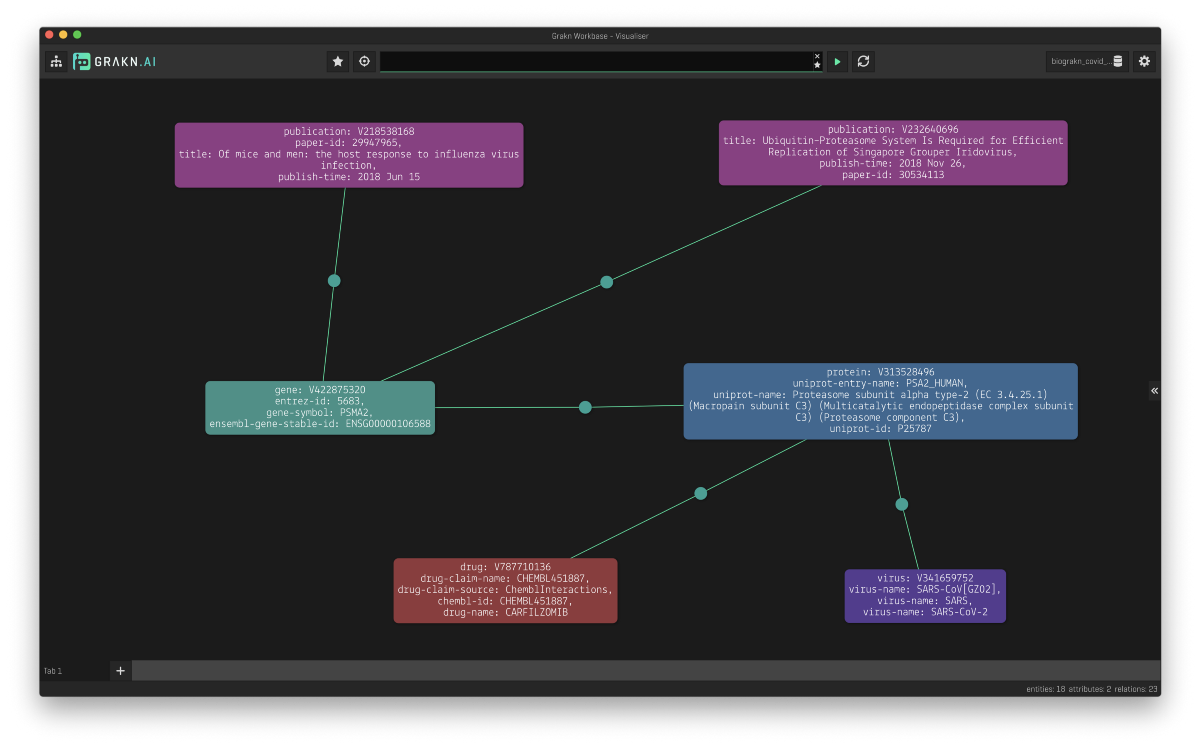 Grakn Workbase - Visualiser
GRAKN.AI
biograkn_covid_...
publication: V218538168
paper-id: 29947965,
title: Of mice and men: the host response to influenza virus
infection,
publish-time: 2018 Jun 15
publication: V232640696
title: Ubiquitin-Proteasome System Is Required for Efficient
Replication of Singapore Grouper Iridovirus,
publish-time: 2018 Nov 26,
paper-id: 30534113
gene: V422875320
entrez-id: 5683,
gene-symbol: PSMA2,
ensembl-gene-stable-id: ENSG00000106588
protein: V313528496
uniprot-entry-name: PSA2_HUMAN,
uniprot-name: Proteasome subunit alpha type-2 (EC 3.4.25.1)
(Macropain subunit C3) (Multicatalytic endopeptidase complex subunit
C3) (Proteasome component C3),
uniprot-id: P25787
drug: V787710136
drug-claim-name: CHEMBL451887,
drug-claim-source: ChemblInteractions,
chembl-id: CHEMBL451887,
drug-name: CARFILZOMIB
virus: V341659752
virus-name: SARS-CoV[GZ02],
virus-name: SARS,
virus-name: SARS-CoV-2
Tab 1
entities: 18 attributes: 2 relations: 23